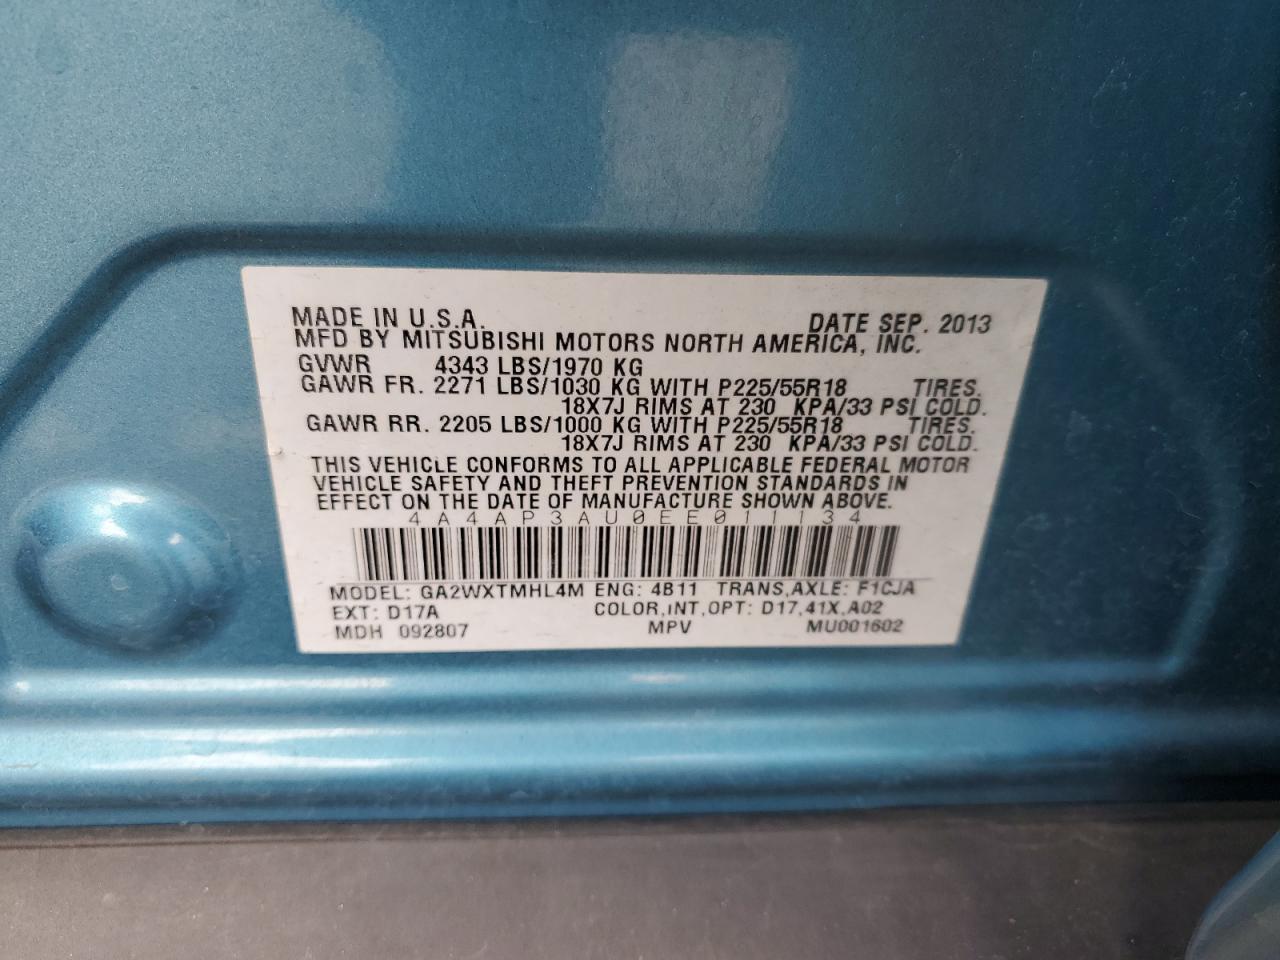 MADE IN U.S.A. DATE SEP. 2013
MFD BY MITSUBISHI MOTORS NORTH AMERICA, INC.
GVWR 4343 LBS/1970 KG
GAWR FR. 2271 LBS/1030 KG WITH P225/55R18 TIRES.
18X7J RIMS AT 230 KPA/33 PSI COLD.
GAWR RR. 2205 LBS/1000 KG WITH P225/55R18 TIRES.
18X7J RIMS AT 230 KPA/33 PSI COLD.
THIS VEHICLE CONFORMS TO ALL APPLICABLE FEDERAL MOTOR
VEHICLE SAFETY AND THEFT PREVENTION STANDARDS IN
EFFECT ON THE DATE OF MANUFACTURE SHOWN ABOVE.
4A4AP3AU0EE011134
MODEL: GA2WXTMHL4M ENG: 4B11 TRANS,AXLE: F1CJA
EXT: D17A COLOR,INT,OPT: D17,41X,A02
MDH 092807 MPV MU001602